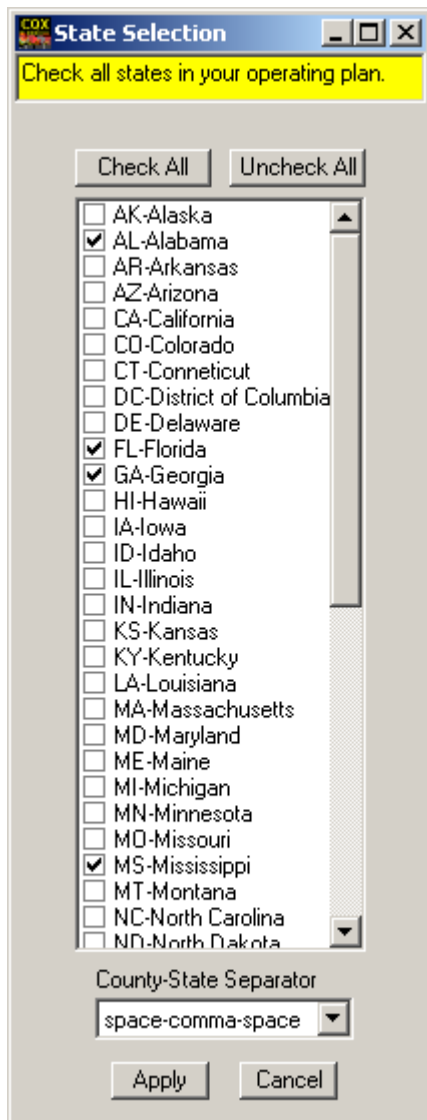 COX
State Selection
Check all states in your operating plan.
Check All
Uncheck All
AK-Alaska
AL-Alabama
AR-Arkansas
AZ-Arizona
CA-California
CO-Colorado
CT-Conneticut
DC-District of Columbia
DE-Delaware
FL-Florida
GA-Georgia
HI-Hawaii
IA-Iowa
ID-Idaho
IL-Illinois
IN-Indiana
KS-Kansas
KY-Kentucky
LA-Louisiana
MA-Massachusetts
MD-Maryland
ME-Maine
MI-Michigan
MN-Minnesota
MO-Missouri
MS-Mississippi
MT-Montana
NC-North Carolina
ND-North Dakota
County-State Separator
space-comma-space
Apply
Cancel